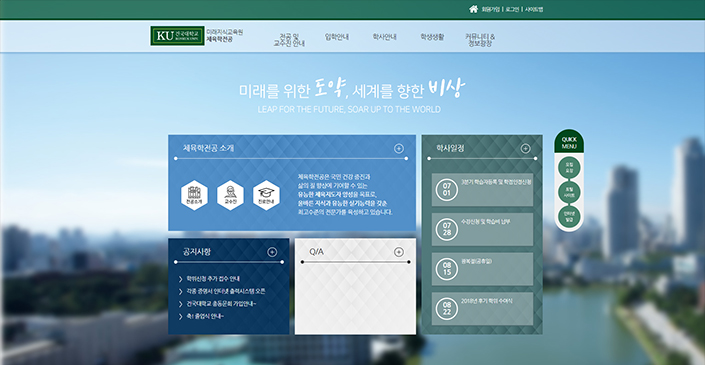 회원가입 | 로그인 | 사이트맵
KU 건국대학교
KONKUK UNIV.
미래지식교육원
체육학전공
전공 및
교수진 안내
입학안내
학사안내
학생생활
커뮤니티 &
정보광장
미래를 위한 도약, 세계를 향한 비상
LEAP FOR THE FUTURE, SOAR UP TO THE WORLD
체육학전공 소개
전공소개
교수진
진로안내
체육학전공은 국민 건강 증진과
삶의 질 향상에 기여할 수 있는
유능한 체육지도자 양성을 목표로,
올바른 지식과 유능한 실기능력을 갖춘
최고수준의 전문가를 육성하고 있습니다.
학사일정
07
01
1분기 학습자등록 및 학점인정신청
07
28
수강신청 및 학습비 납부
08
15
광복절(공휴일)
08
22
2018년 후기 학위 수여식
공지사항
학위신청 추가 접수 안내
각종 증명서 인터넷 출력시스템 오픈
건국대학교 총동문회 가입안내~
축! 졸업식 안내~
Q/A
QUICK
MENU
모집
요강
포털
사이트
인터넷
발급